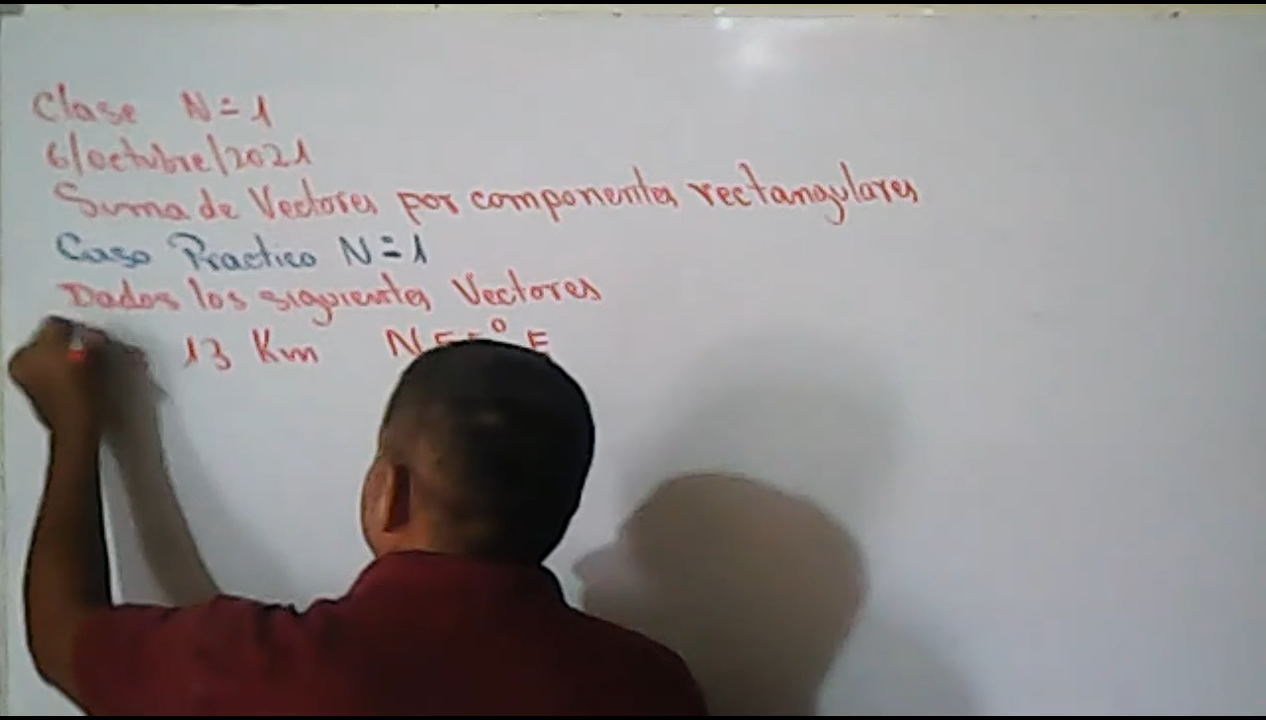 Clase N=1
6/octubre/2021
Suma de Vectores por componentes rectangulares
Caso Practico N=1
Dados los siguientes Vectores
13 Km N E